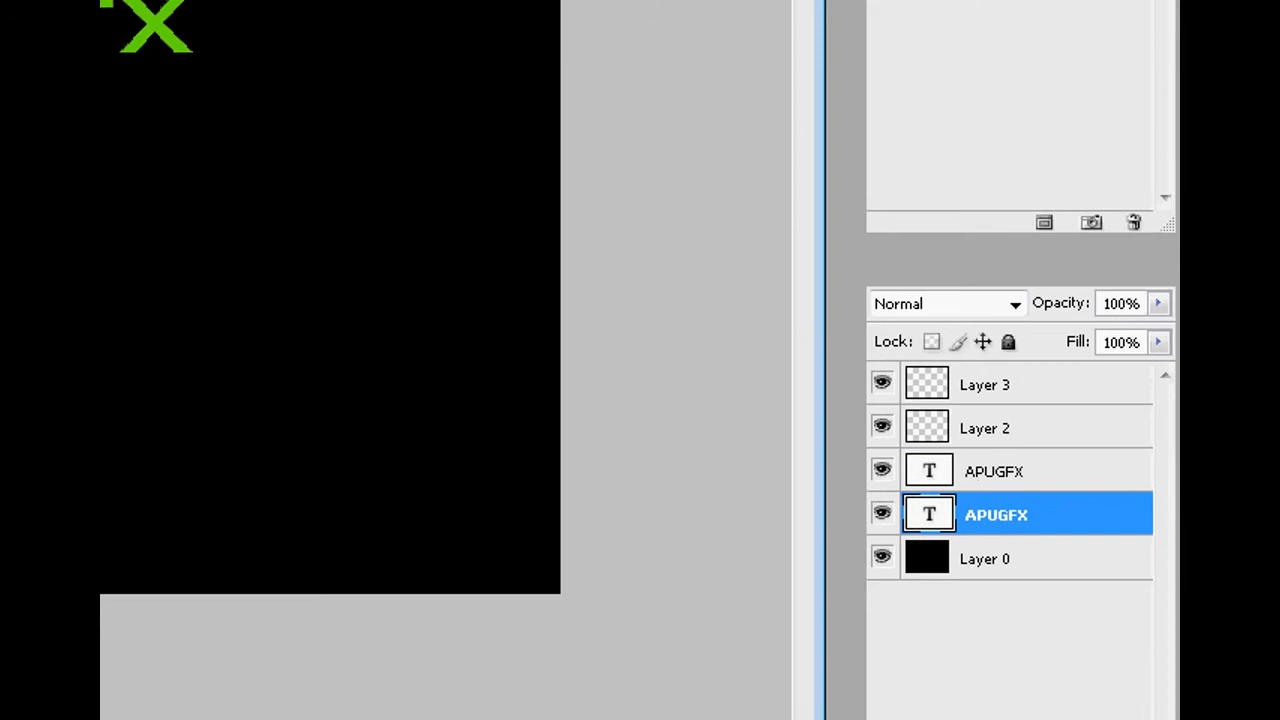 X
Normal Opacity: 100%
Lock: Fill: 100%
Layer 3
Layer 2
T APUGFX
T APUGFX
Layer 0